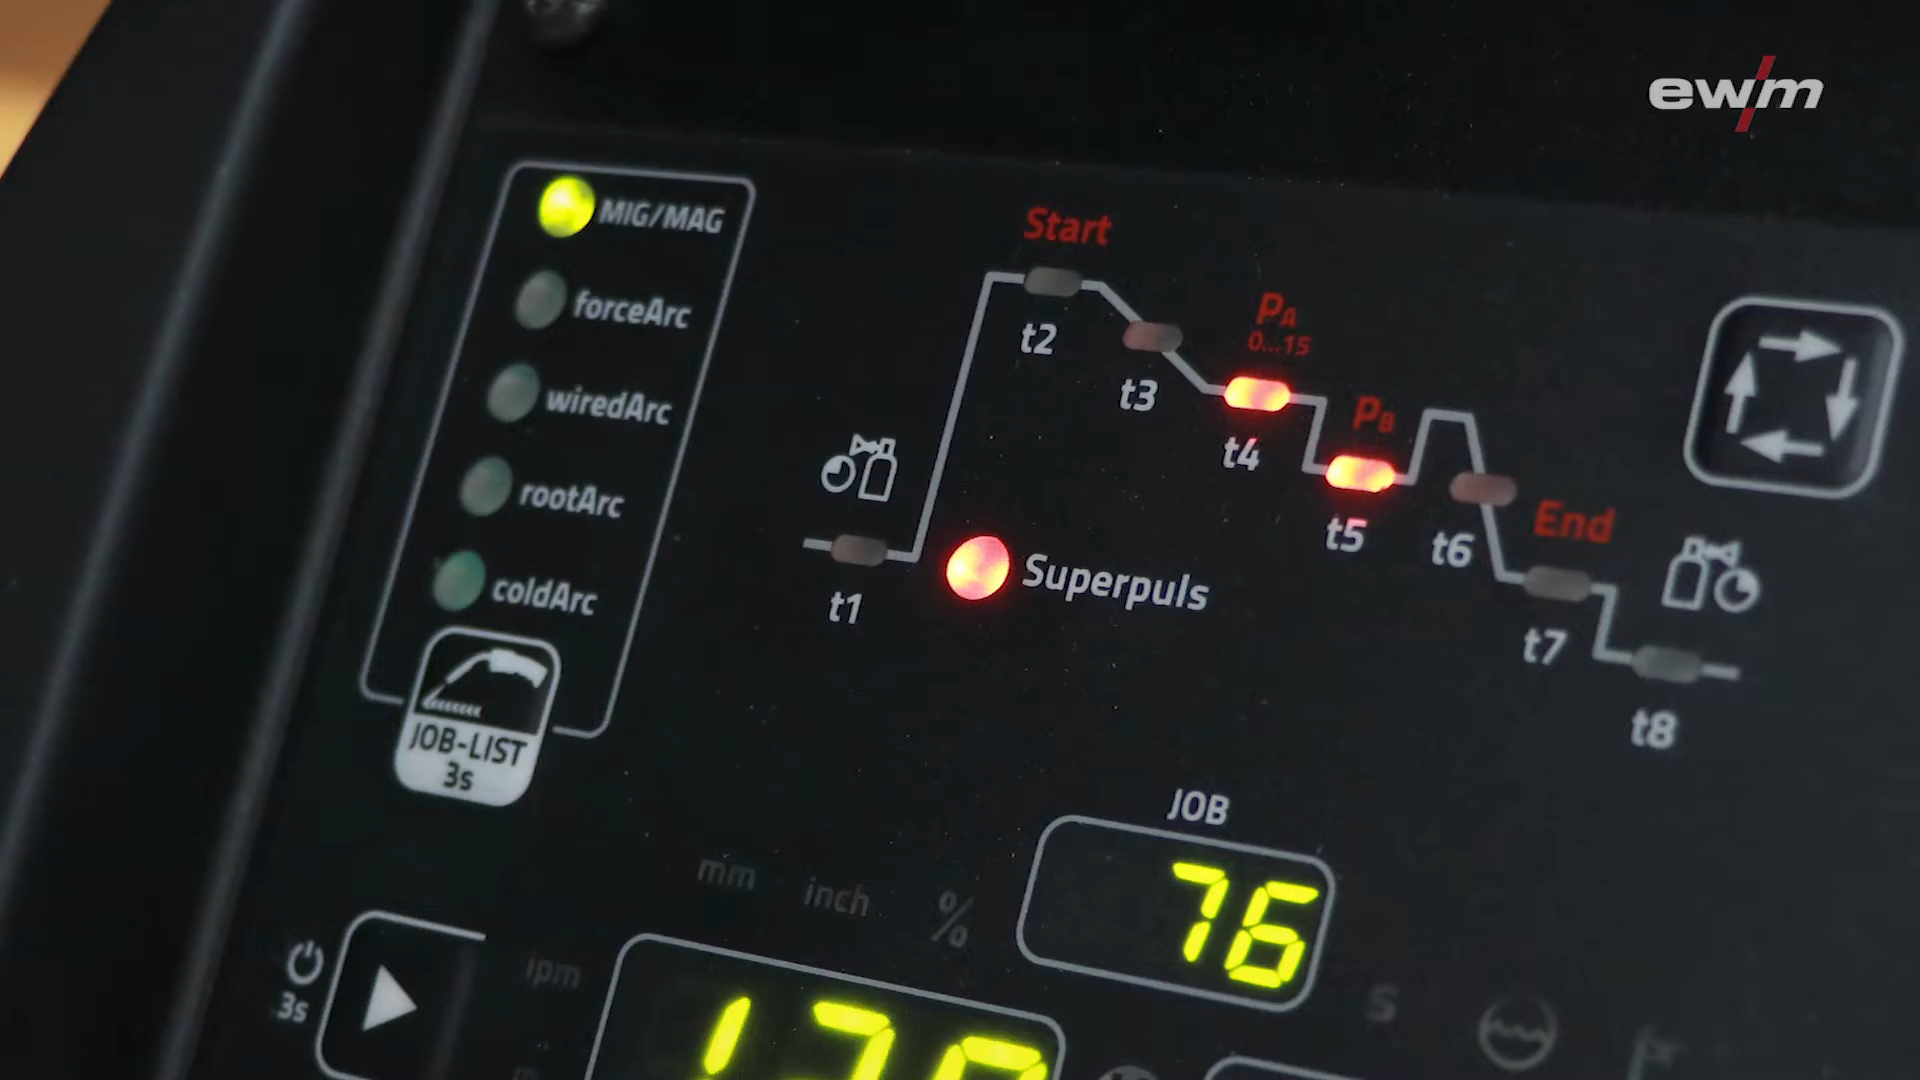 ewm
MIG/MAG
forceArc
wiredArc
rootArc
coldArc
JOB-LIST
3s
Start
t2
t3
PA
0...15
t4
PB
t5
t6
End
t7
t8
t1
Superpuls
JOB
76
mm
inch
%
ipm
3s
S